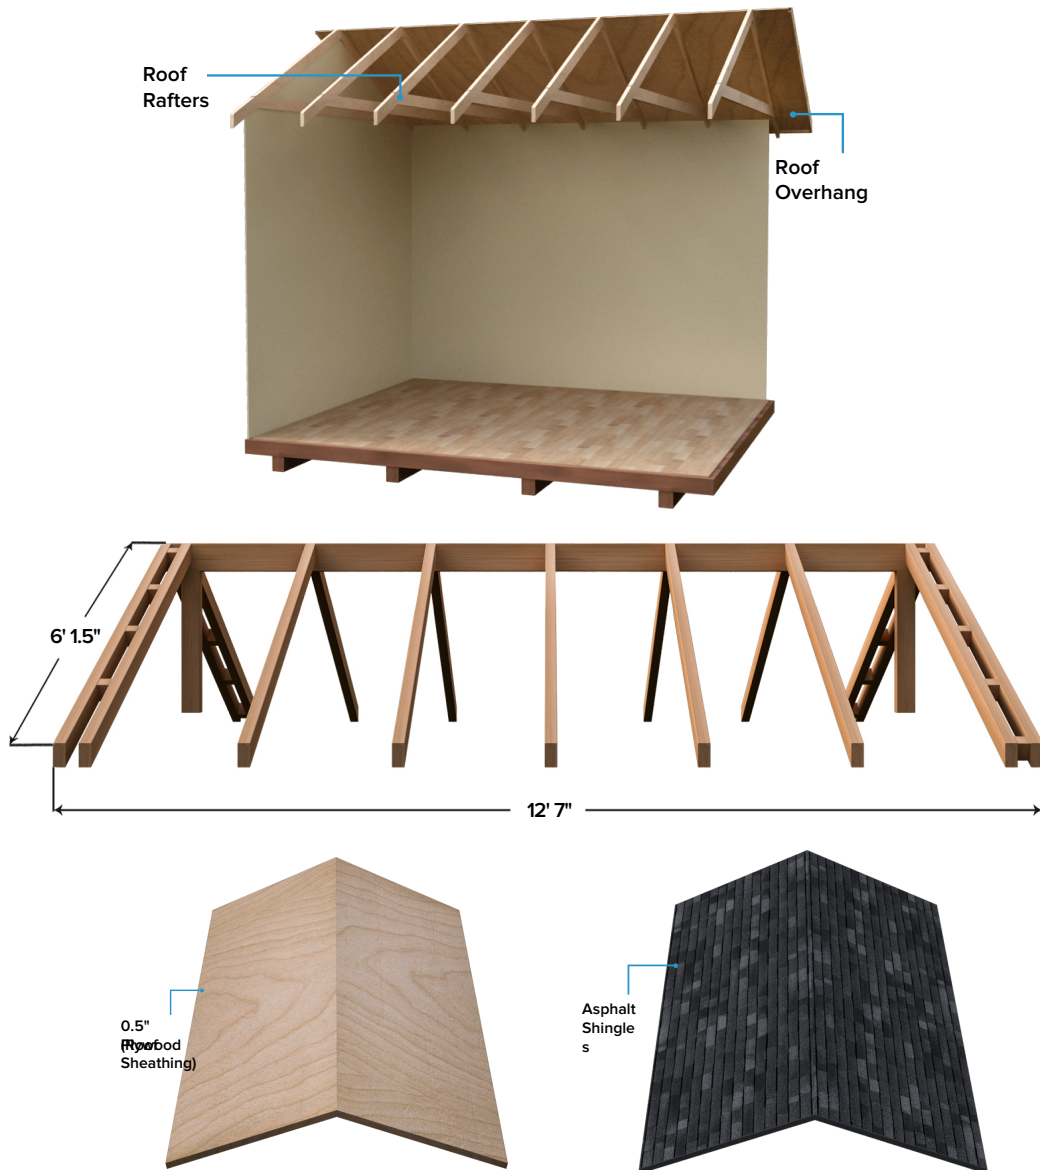 Roof
Rafters
Roof
Overhang
6' 1.5"
12' 7"
0.5"
Sheathing)
Asphalt
Shingle
s